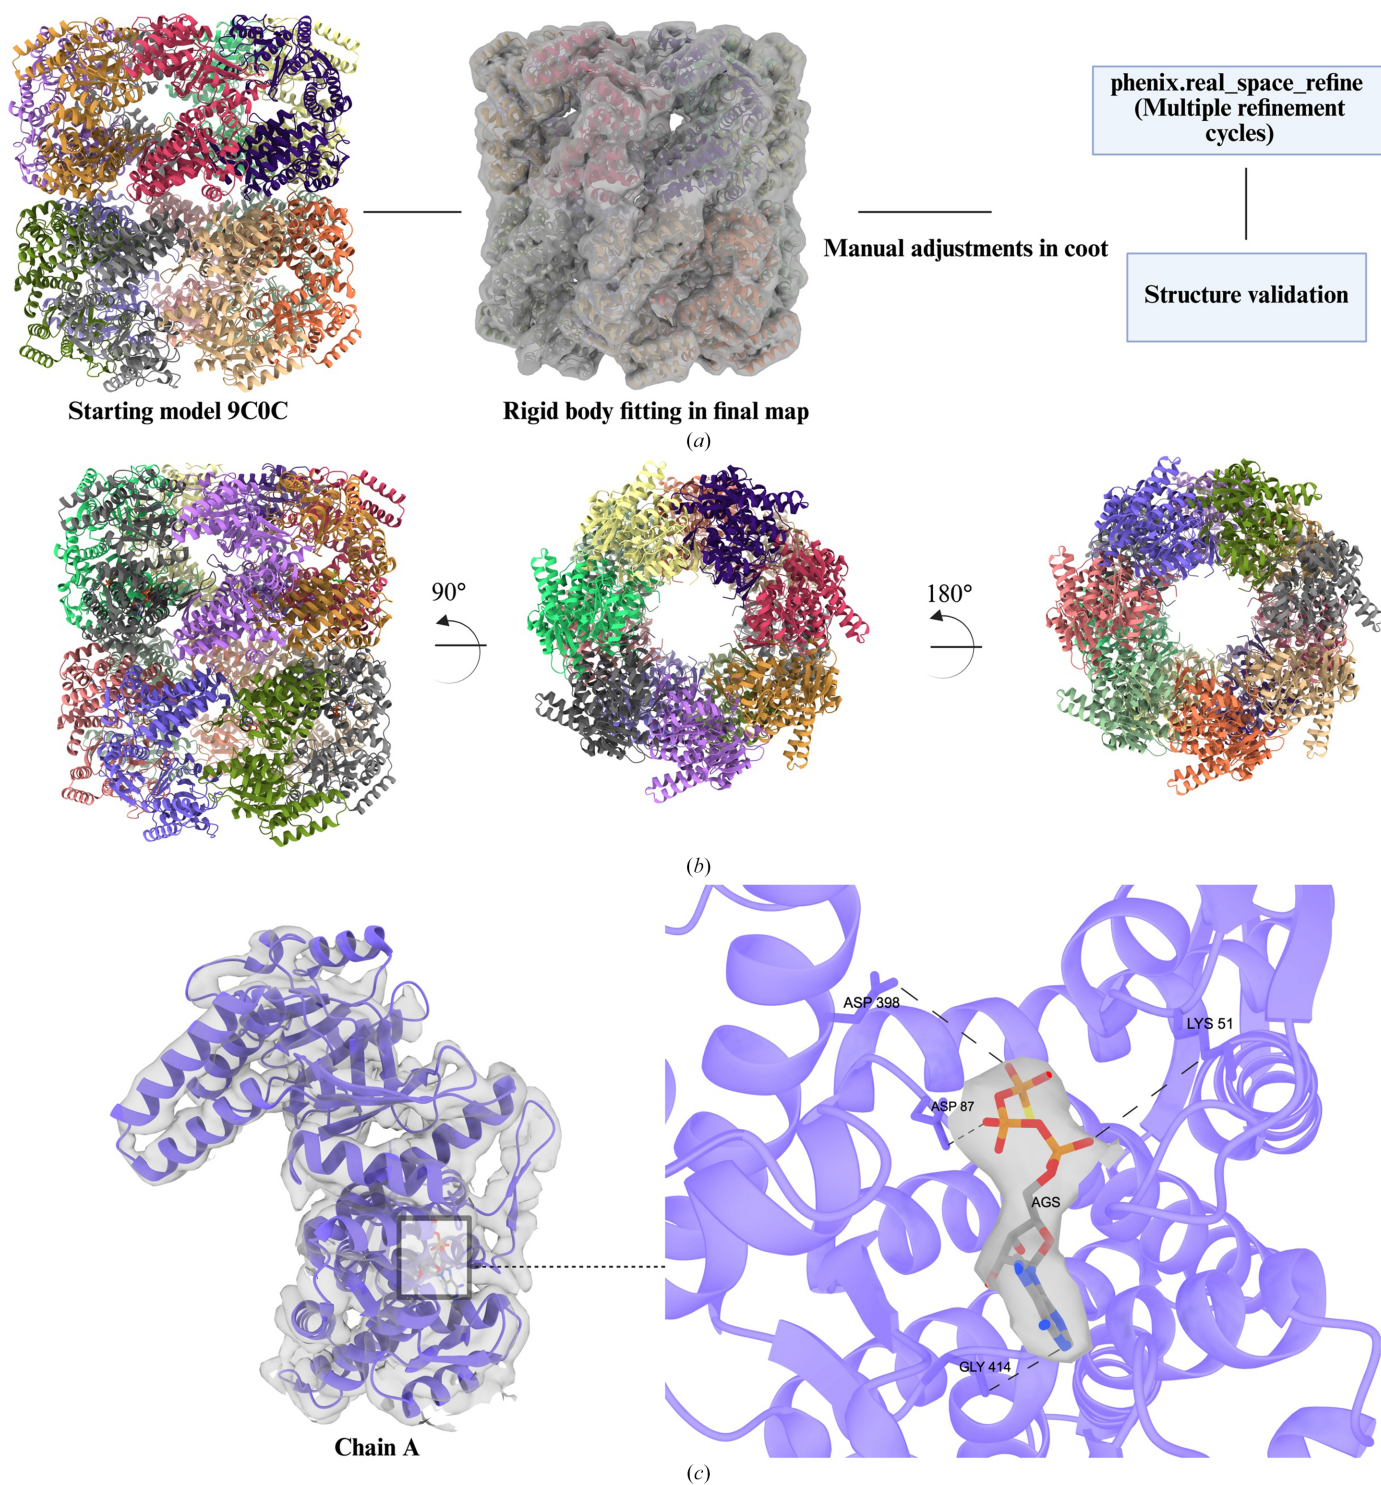 phenix.real_space_refine
(Multiple refinement
cycles)
Manual adjustments in coot
Structure validation
Starting model 9C0C
Rigid body fitting in final map
(a)
90°
180°
(b)
ASP 398
LYS 51
ASP 87
AGS
GLY 414
Chain A
(c)